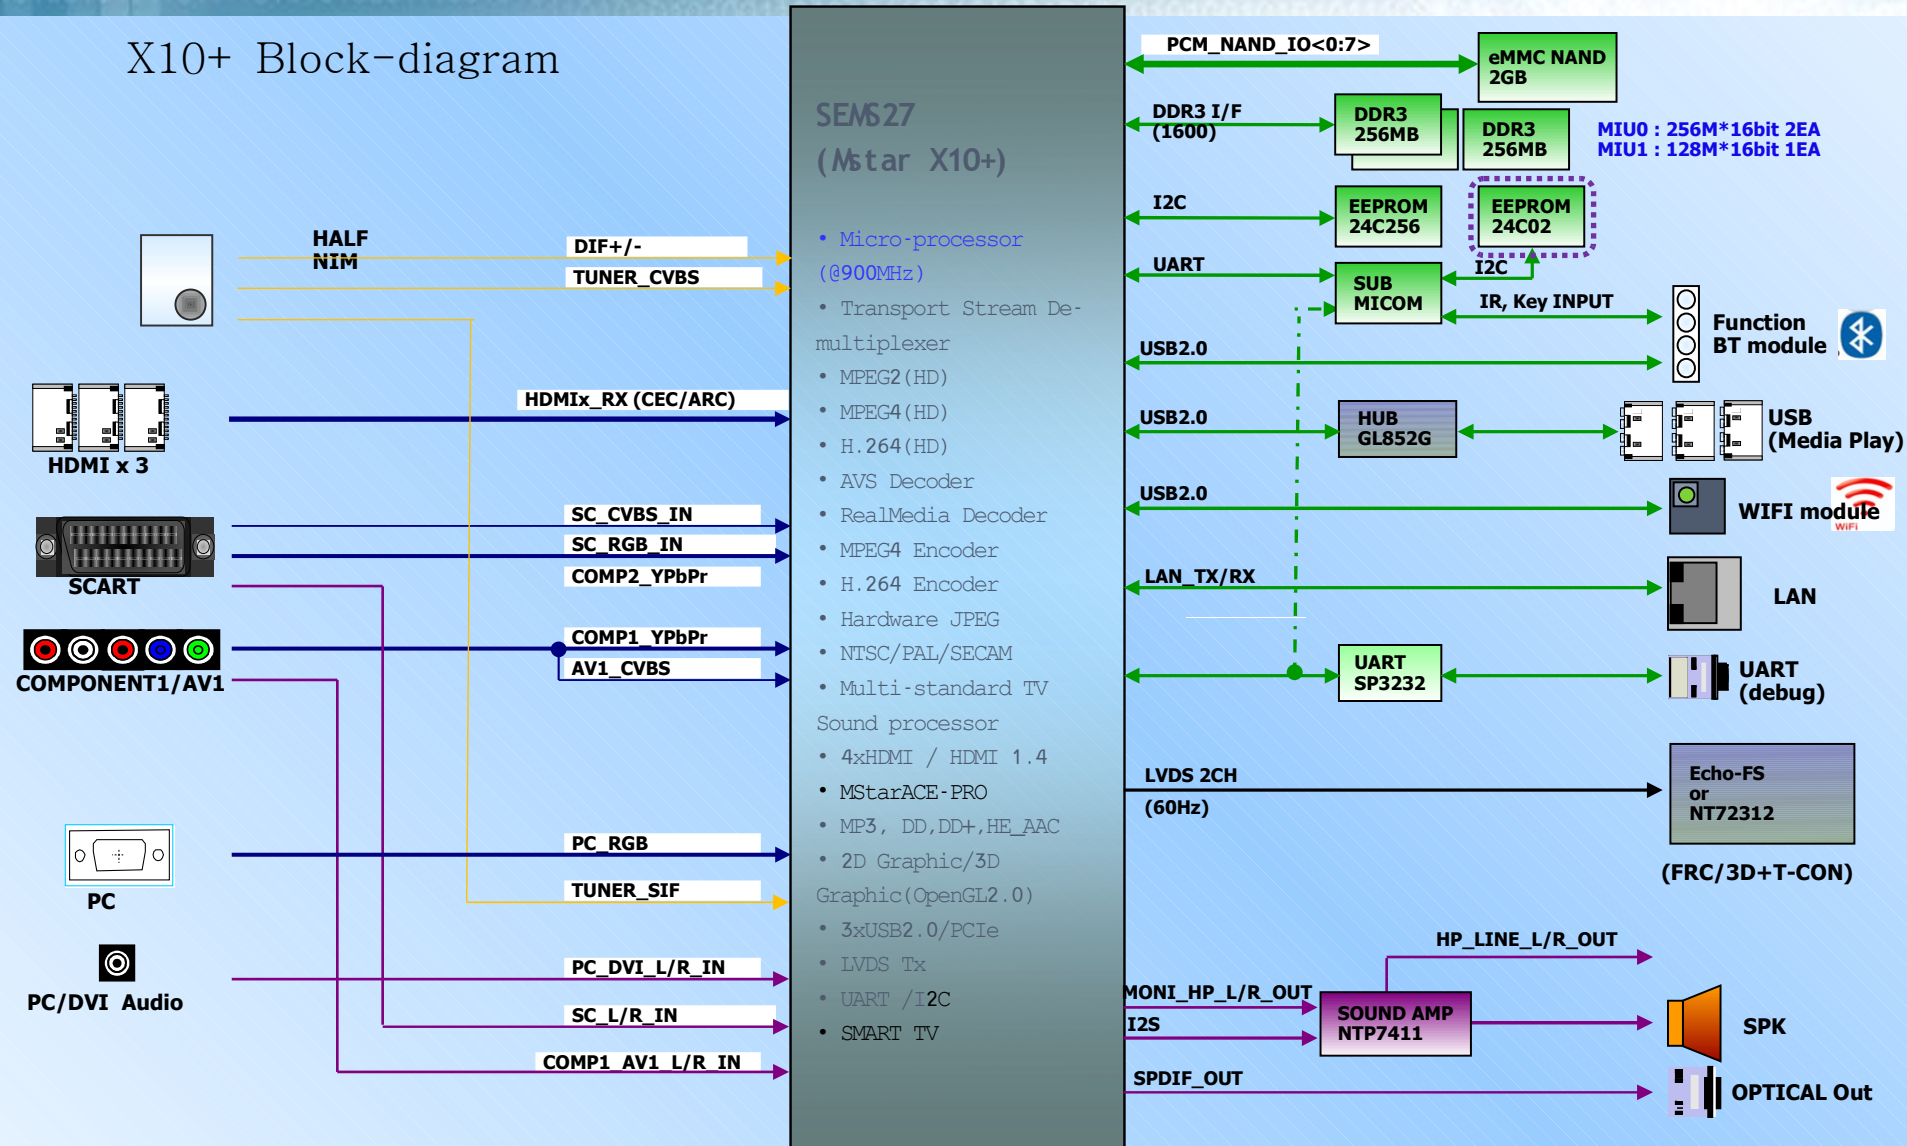 X10+ Block-diagram
SEMS27
(Mstar X10+)
• Micro-processor
(@900MHz)
• Transport Stream De-
multiplexer
• MPEG2(HD)
• MPEG4(HD)
• H.264(HD)
• AVS Decoder
• RealMedia Decoder
• MPEG4 Encoder
• H.264 Encoder
• Hardware JPEG
• NTSC/PAL/SECAM
• Multi-standard TV
Sound processor
• 4xHDMI / HDMI 1.4
• MStarACE-PRO
• MP3, DD,DD+,HE_AAC
• 2D Graphic/3D
Graphic(OpenGL2.0)
• 3xUSB2.0/PCIe
• LVDS Tx
• UART /I2C
• SMART TV
HALF
NIM
DIF+/-
TUNER_CVBS
HDMIx_RX (CEC/ARC)
HDMI x 3
SC_CVBS_IN
SC_RGB_IN
COMP2_YPbPr
SCART
COMP1_YPbPr
AV1_CVBS
COMPONENT1/AV1
PC_RGB
PC
TUNER_SIF
PC_DVI_L/R_IN
PC/DVI Audio
SC_L/R_IN
COMP1_AV1_L/R_IN
PCM_NAND_IO<0:7>
eMMC NAND
2GB
DDR3 I/F
(1600)
DDR3
256MB
DDR3
256MB
MIU0 : 256M*16bit 2EA
MIU1 : 128M*16bit 1EA
I2C
EEPROM
24C256
EEPROM
24C02
UART
SUB
MICOM
I2C
IR, Key INPUT
Function
BT module
USB2.0
USB2.0
HUB
GL852G
USB
(Media Play)
USB2.0
WIFI module
WiFi
LAN_TX/RX
LAN
UART
SP3232
UART
(debug)
LVDS 2CH
(60Hz)
Echo-FS
or
NT72312
(FRC/3D+T-CON)
HP_LINE_L/R_OUT
MONI_HP_L/R_OUT
I2S
SOUND AMP
NTP7411
SPK
SPDIF_OUT
OPTICAL Out